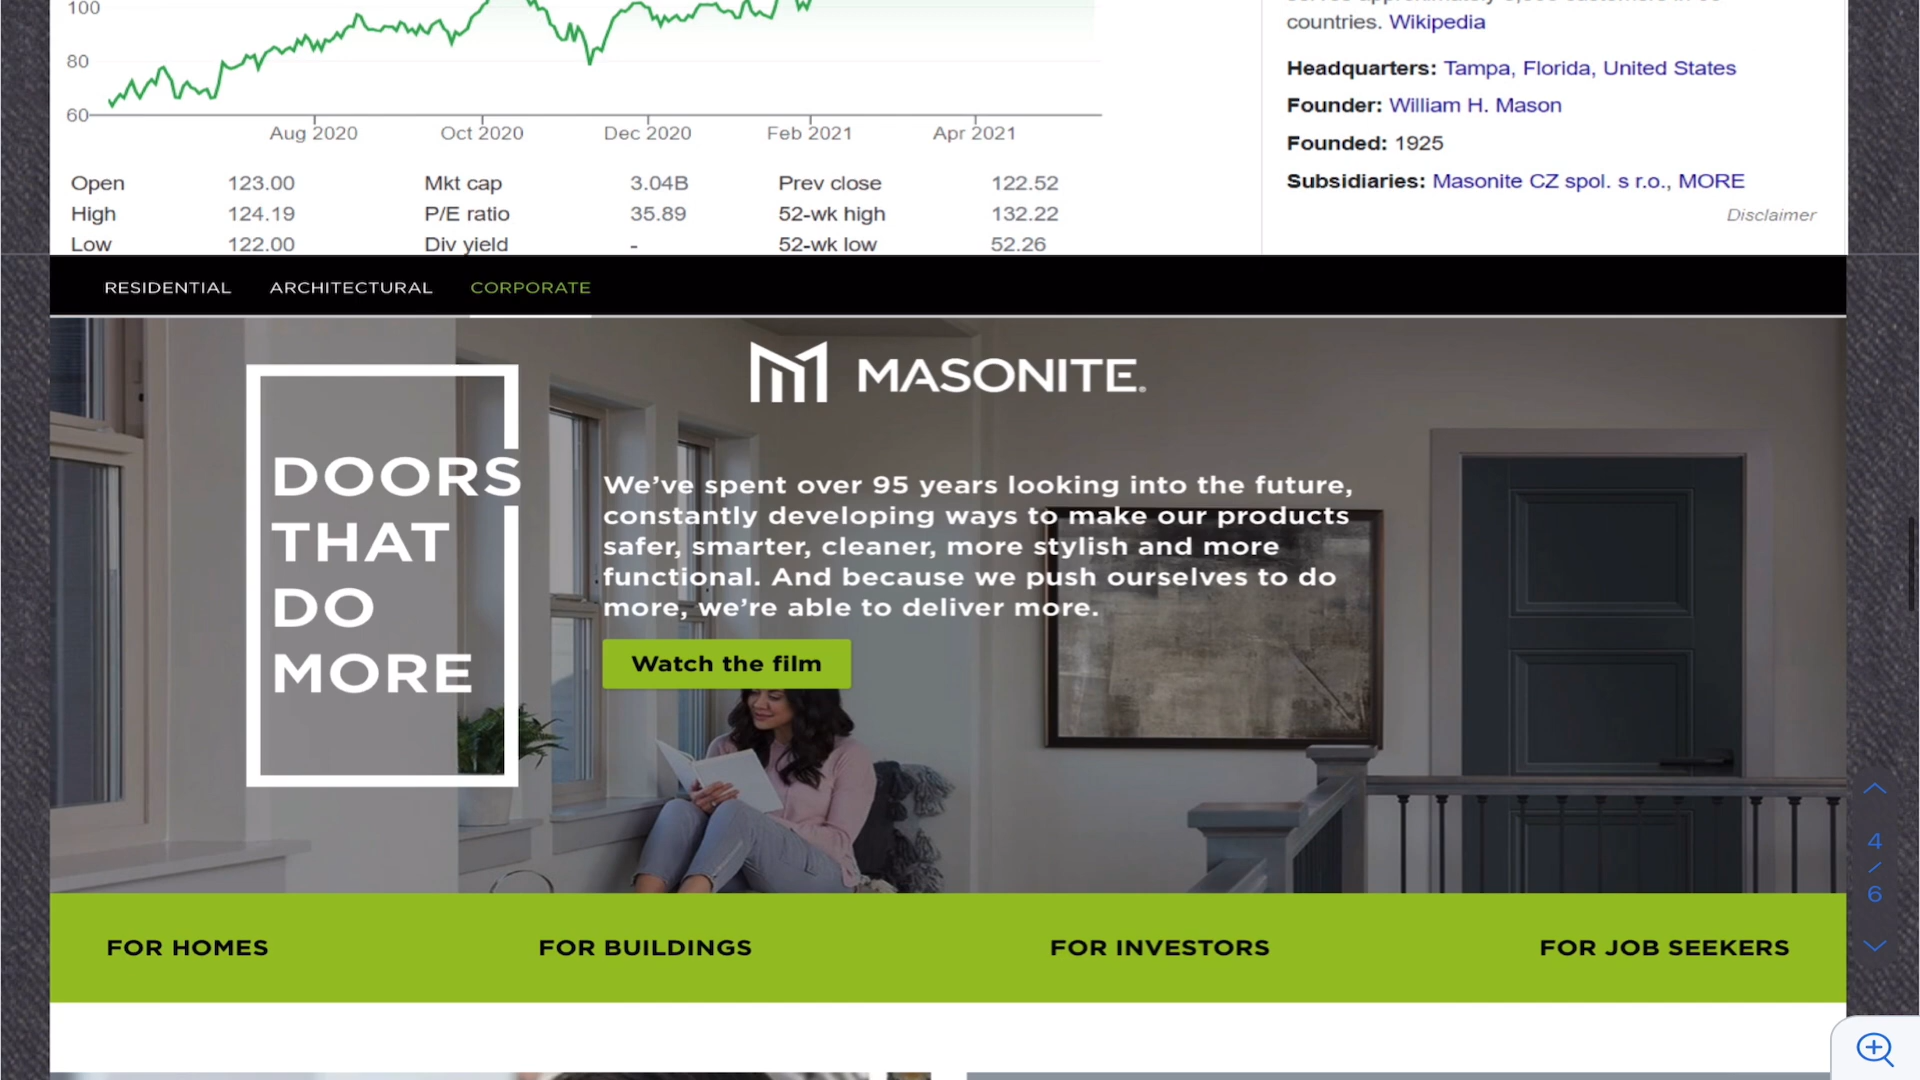 100
80
60
Aug 2020 Oct 2020 Dec 2020 Feb 2021 Apr 2021
Open 123.00 Mkt cap 3.04B Prev close 122.52
High 124.19 P/E ratio 35.89 52-wk high 132.22
Low 122.00 Div yield - 52-wk low 52.26
countries. Wikipedia
Headquarters: Tampa, Florida, United States
Founder: William H. Mason
Founded: 1925
Subsidiaries: Masonite CZ spol. s r.o., MORE
Disclaimer
RESIDENTIAL ARCHITECTURAL CORPORATE
MASONITE.
DOORS
THAT
DO
MORE
We’ve spent over 95 years looking into the future,
constantly developing ways to make our products
safer, smarter, cleaner, more stylish and more
functional. And because we push ourselves to do
more, we’re able to deliver more.
Watch the film
FOR HOMES FOR BUILDINGS FOR INVESTORS FOR JOB SEEKERS
4
/
6